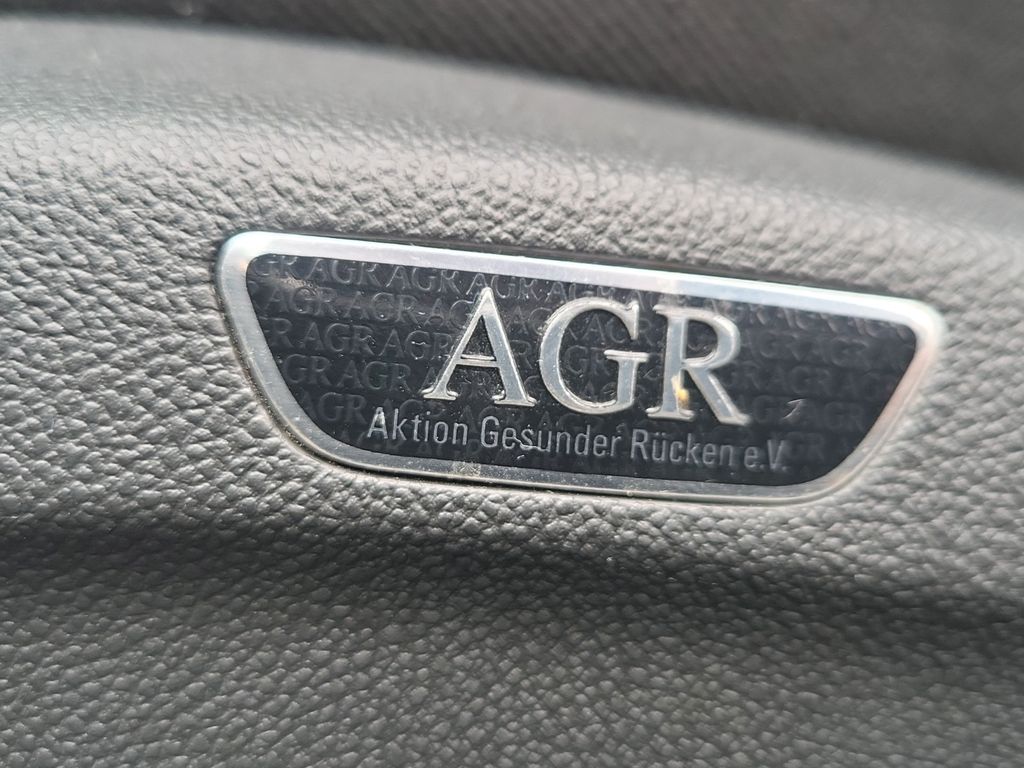 AGR
Aktion Gesunder Rücken e.V.